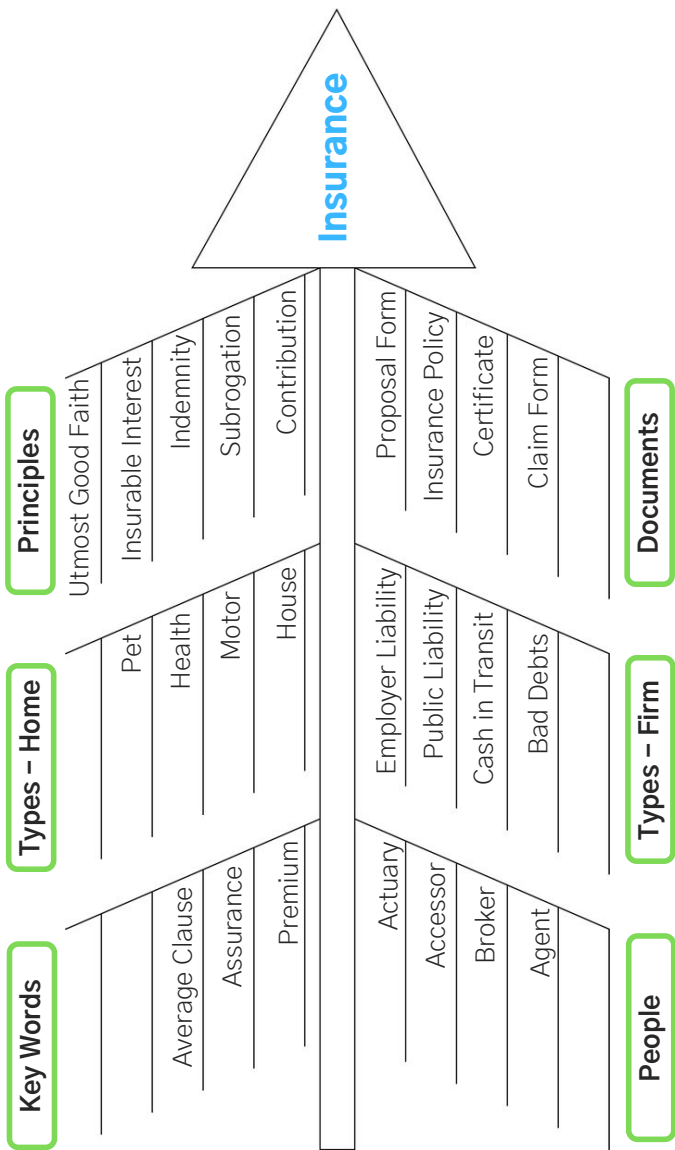 Insurance
Principles
Utmost Good Faith
Insurable Interest
Indemnity
Subrogation
Contribution
Types – Home
Pet
Health
Motor
House
Key Words
Average Clause
Assurance
Premium
Proposal Form
Insurance Policy
Certificate
Claim Form
Documents
Employer Liability
Public Liability
Cash in Transit
Bad Debts
Types – Firm
Actuary
Accessor
Broker
Agent
People